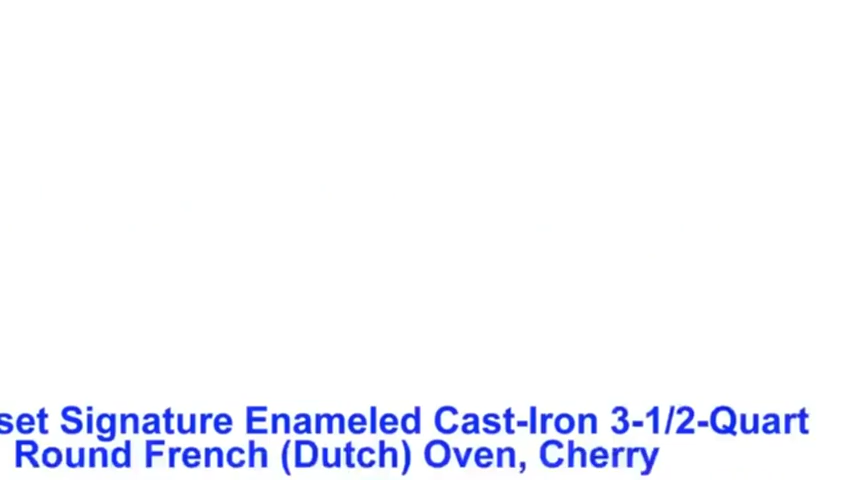 set Signature Enameled Cast-Iron 3-1/2-Quart
Round French (Dutch) Oven, Cherry